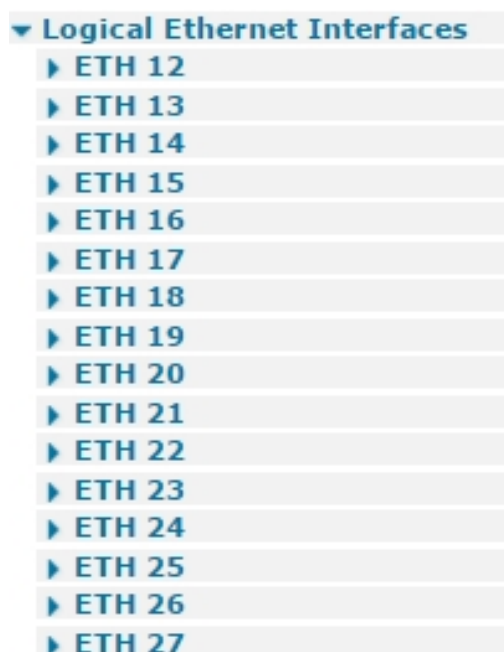 Logical Ethernet Interfaces
ETH 12
ETH 13
ETH 14
ETH 15
ETH 16
ETH 17
ETH 18
ETH 19
ETH 20
ETH 21
ETH 22
ETH 23
ETH 24
ETH 25
ETH 26
ETH 27